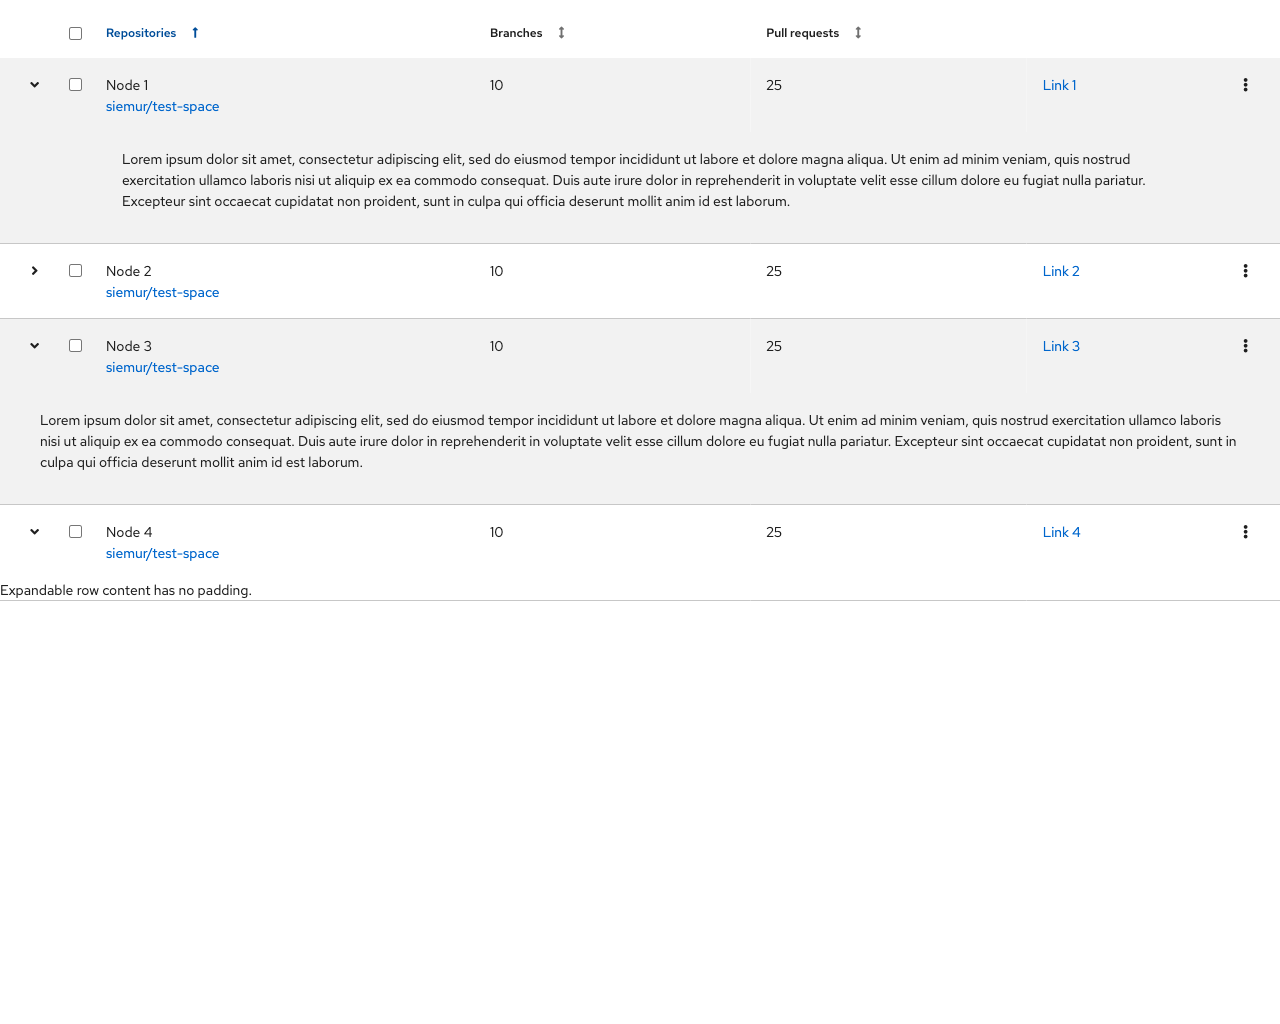 Repositories Branches Pull requests
Node 1 10 25 Link 1
siemur/test-space
Lorem ipsum dolor sit amet, consectetur adipiscing elit, sed do eiusmod tempor incididunt ut labore et dolore magna aliqua. Ut enim ad minim veniam, quis nostrud
exercitation ullamco laboris nisi ut aliquip ex ea commodo consequat. Duis aute irure dolor in reprehenderit in voluptate velit esse cillum dolore eu fugiat nulla pariatur.
Excepteur sint occaecat cupidatat non proident, sunt in culpa qui officia deserunt mollit anim id est laborum.
Node 2 10 25 Link 2
siemur/test-space
Node 3 10 25 Link 3
siemur/test-space
Lorem ipsum dolor sit amet, consectetur adipiscing elit, sed do eiusmod tempor incididunt ut labore et dolore magna aliqua. Ut enim ad minim veniam, quis nostrud exercitation ullamco laboris
nisi ut aliquip ex ea commodo consequat. Duis aute irure dolor in reprehenderit in voluptate velit esse cillum dolore eu fugiat nulla pariatur. Excepteur sint occaecat cupidatat non proident, sunt in
culpa qui officia deserunt mollit anim id est laborum.
Node 4 10 25 Link 4
siemur/test-space
Expandable row content has no padding.